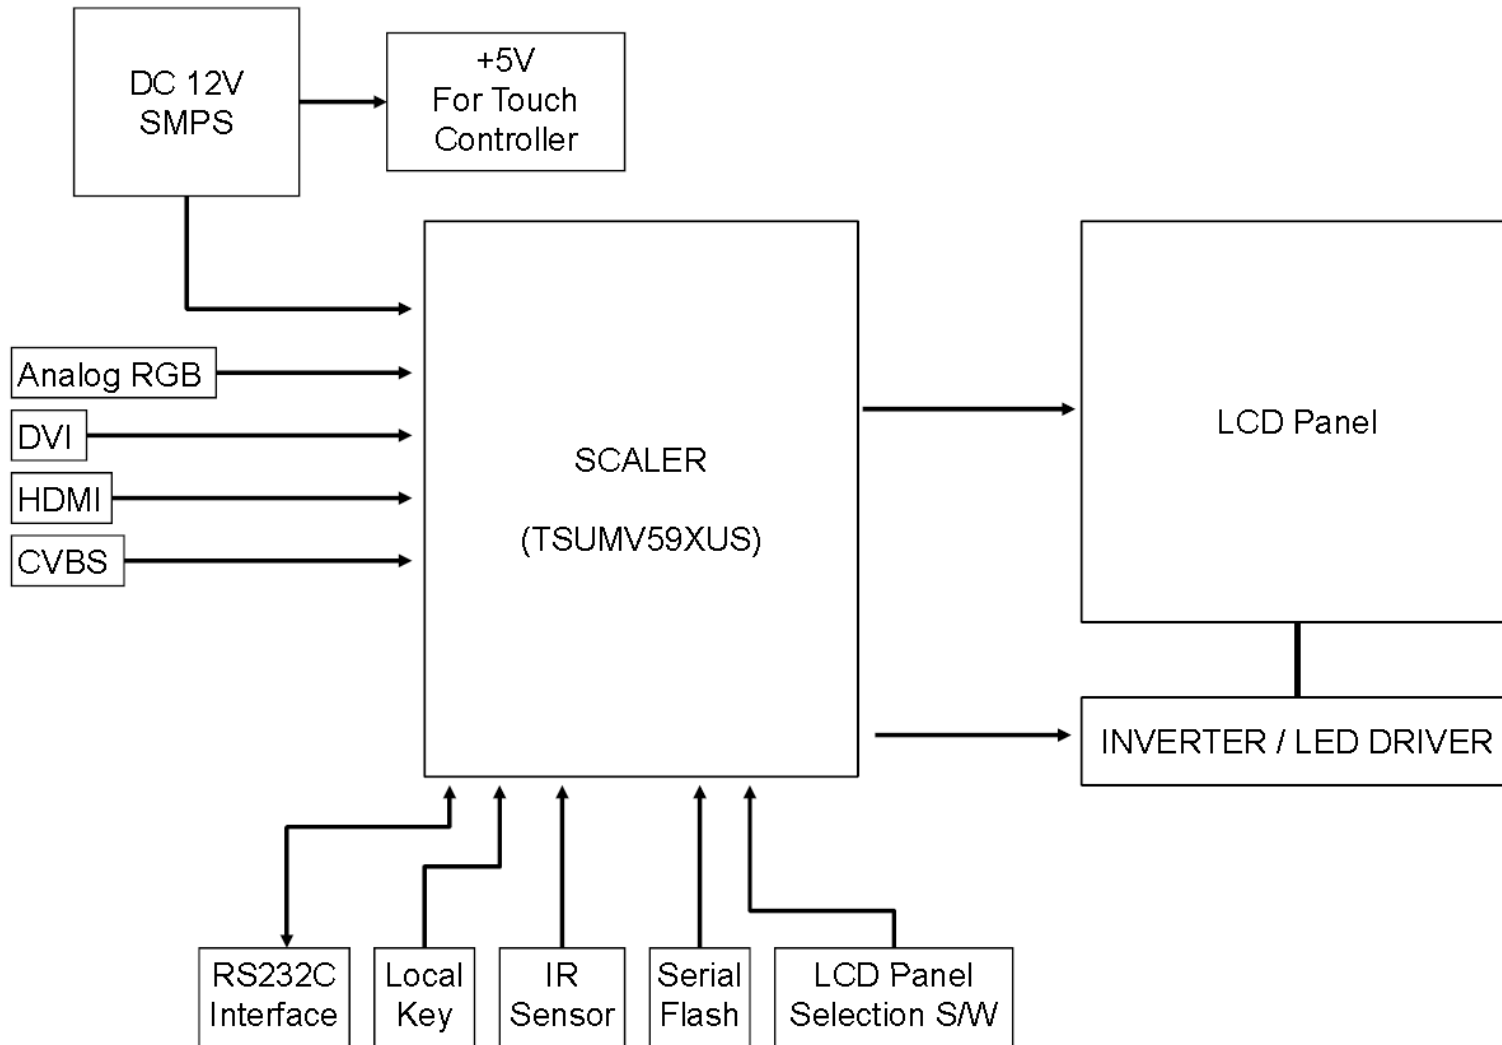 DC 12V
SMPS
+5V
For Touch
Controller
Analog RGB
DVI
HDMI
CVBS
SCALER
(TSUMV59XUS)
LCD Panel
INVERTER / LED DRIVER
RS232C
Interface
Local
Key
IR
Sensor
Serial
Flash
LCD Panel
Selection S/W